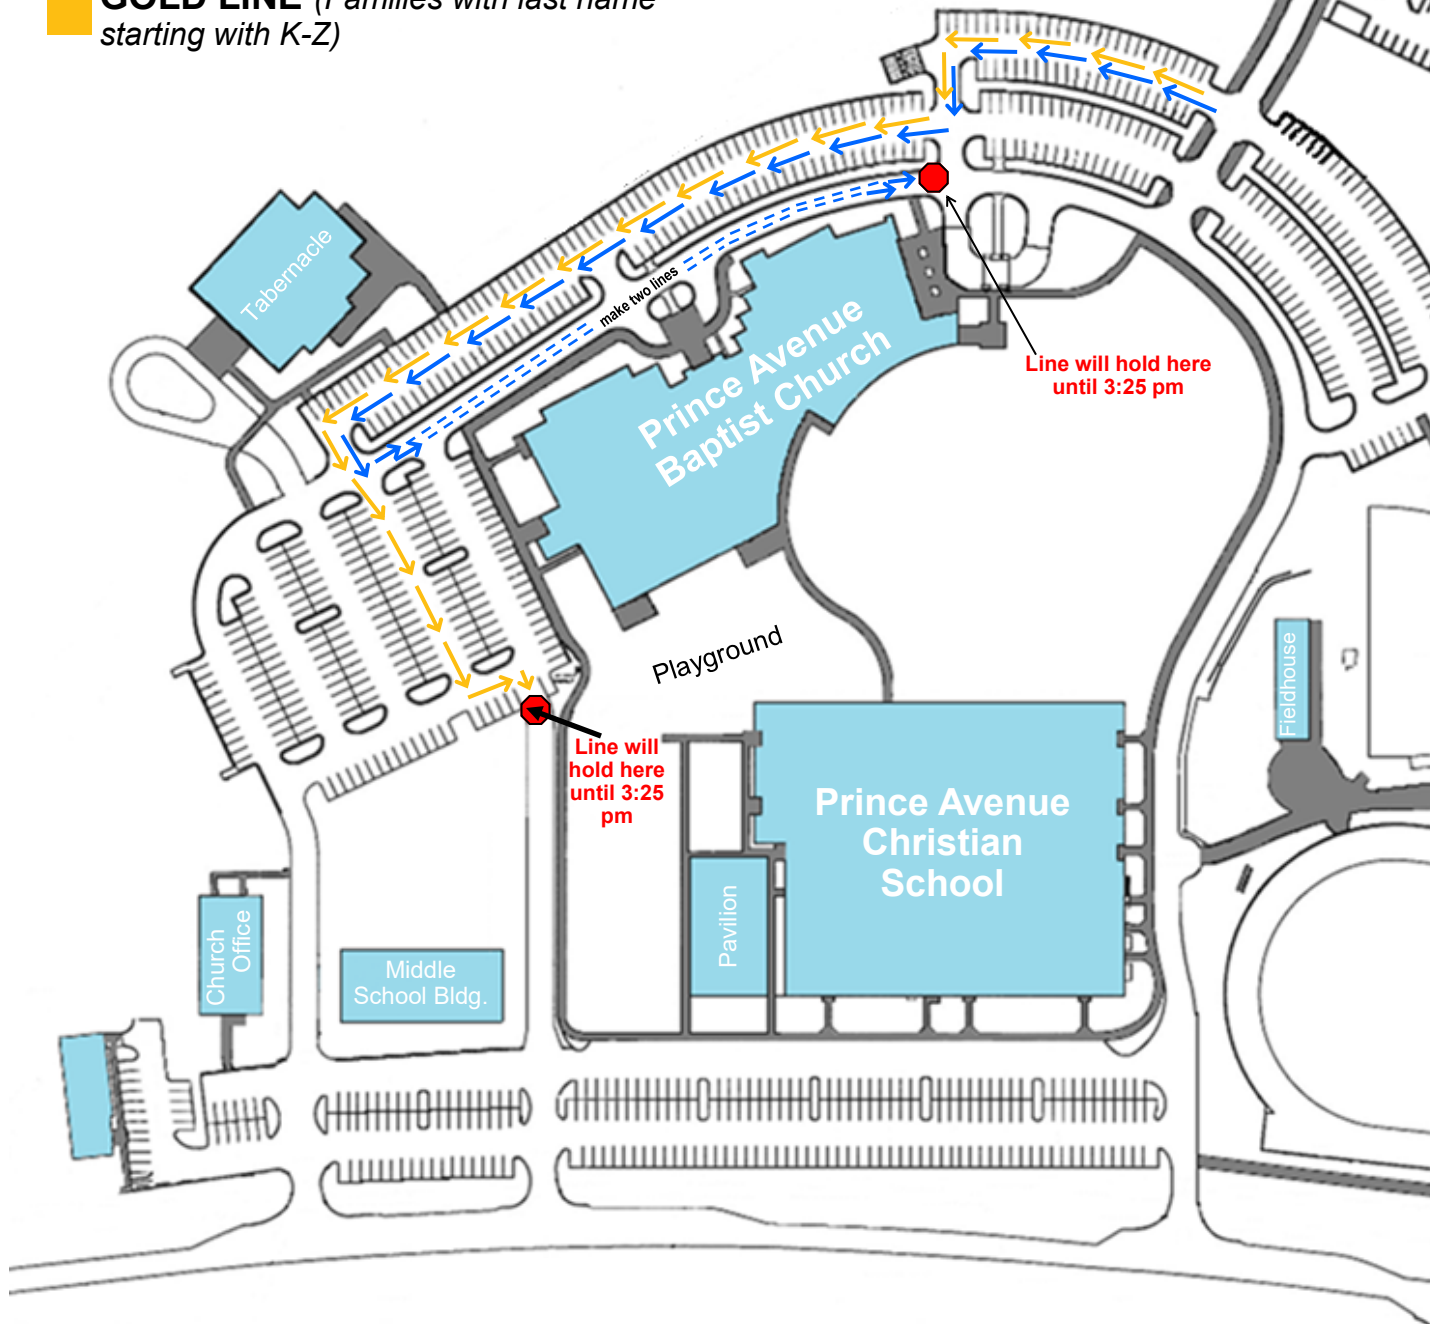 GOLD LINE (Families with last name
starting with K-Z)
Tabernacle
make two lines
Line will hold here
until 3:25 pm
Prince Avenue
Baptist Church
Playground
Fieldhouse
Line will
hold here
until 3:25
pm
Prince Avenue
Christian
School
Pavilion
Church
Office
Middle
School Bldg.